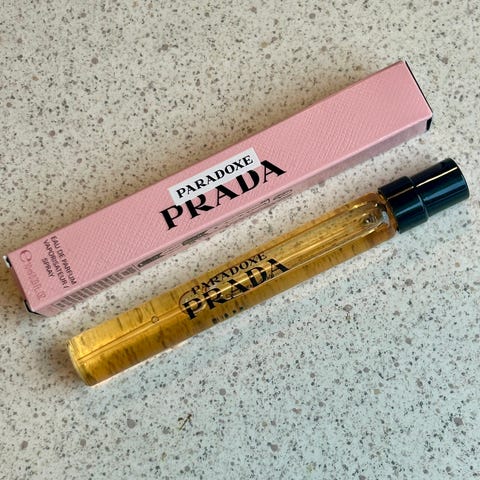 PARADOXE
PRADA
EAU DE PARFUM
VAPORISATEUR /
SPRAY
PARADOXE
PRADA